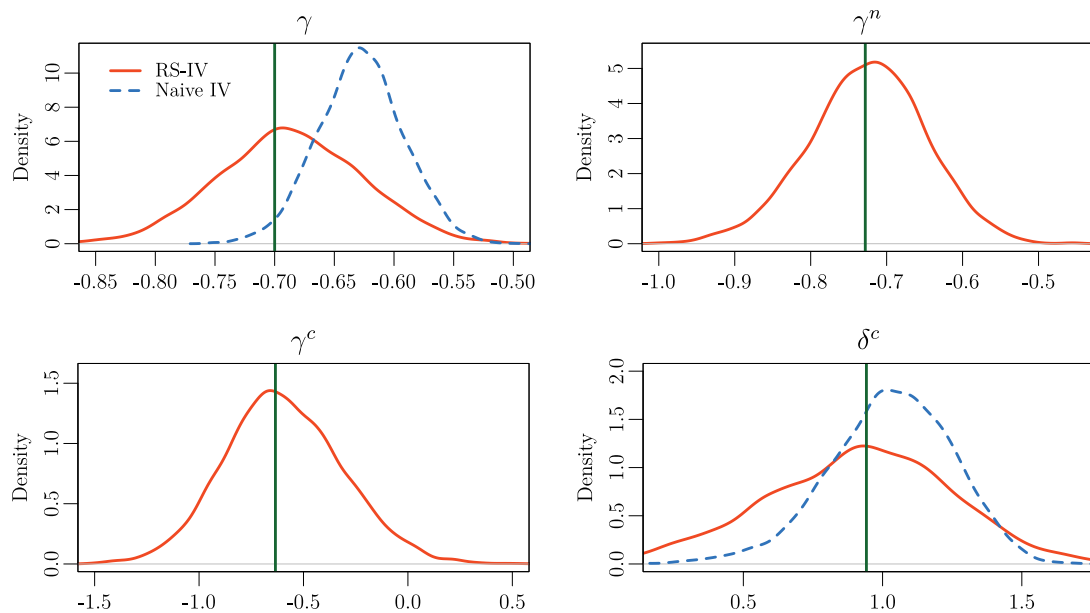 γ
Density
0 2 4 6 8 10
RS-IV
Naive IV
-0.85 -0.80 -0.75 -0.70 -0.65 -0.60 -0.55 -0.50
γⁿ
Density
0 1 2 3 4 5
-1.0 -0.9 -0.8 -0.7 -0.6 -0.5
γᶜ
Density
0.0 0.5 1.0 1.5
-1.5 -1.0 -0.5 0.0 0.5
δᶜ
Density
0.0 0.5 1.0 1.5 2.0
0.5 1.0 1.5